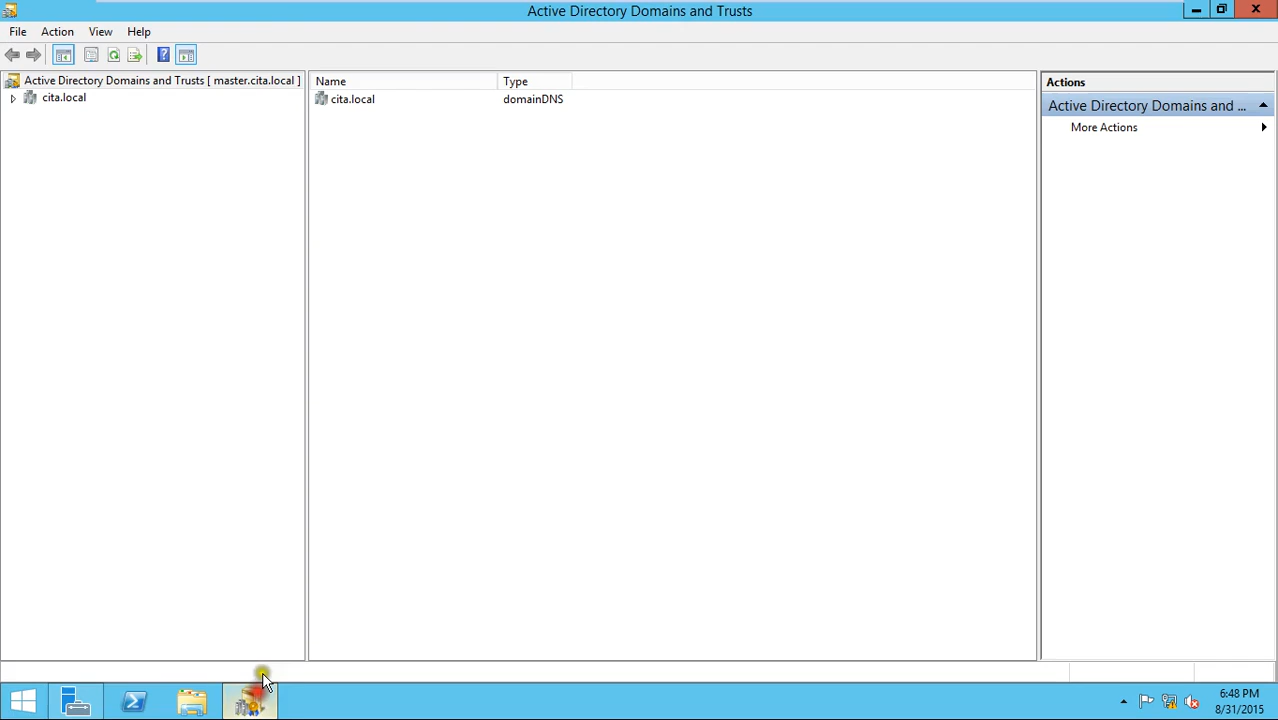 Active Directory Domains and Trusts
File Action View Help
Active Directory Domains and Trusts [ master.cita.local ]
cita.local
Name Type
cita.local domainDNS
Actions
Active Directory Domains and ...
More Actions
6:48 PM
8/31/2015